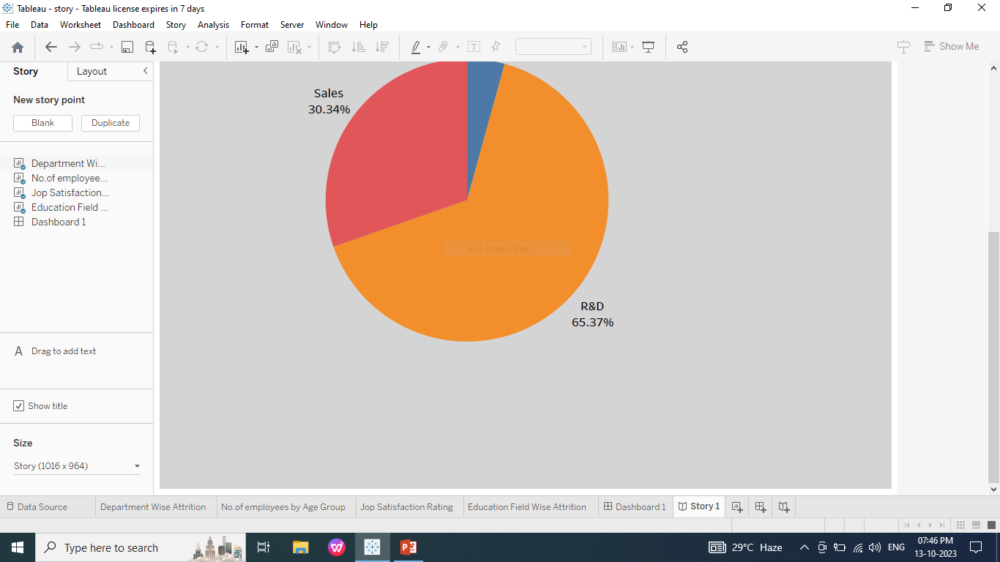 Tableau - story - Tableau license expires in 7 days
File Data Worksheet Dashboard Story Analysis Format Server Window Help
Show Me
Story Layout
New story point
Blank Duplicate
Department Wi...
No.of employee...
Jop Satisfaction...
Education Field ...
Dashboard 1
A Drag to add text
Show title
Size
Story (1016 x 964)
Sales
30.34%
Full-screen Snip
R&D
65.37%
Data Source Department Wise Attrition No.of employees by Age Group Jop Satisfaction Rating Education Field Wise Attrition Dashboard 1 Story 1
Type here to search
29°C Haze
ENG
07:46 PM
13-10-2023